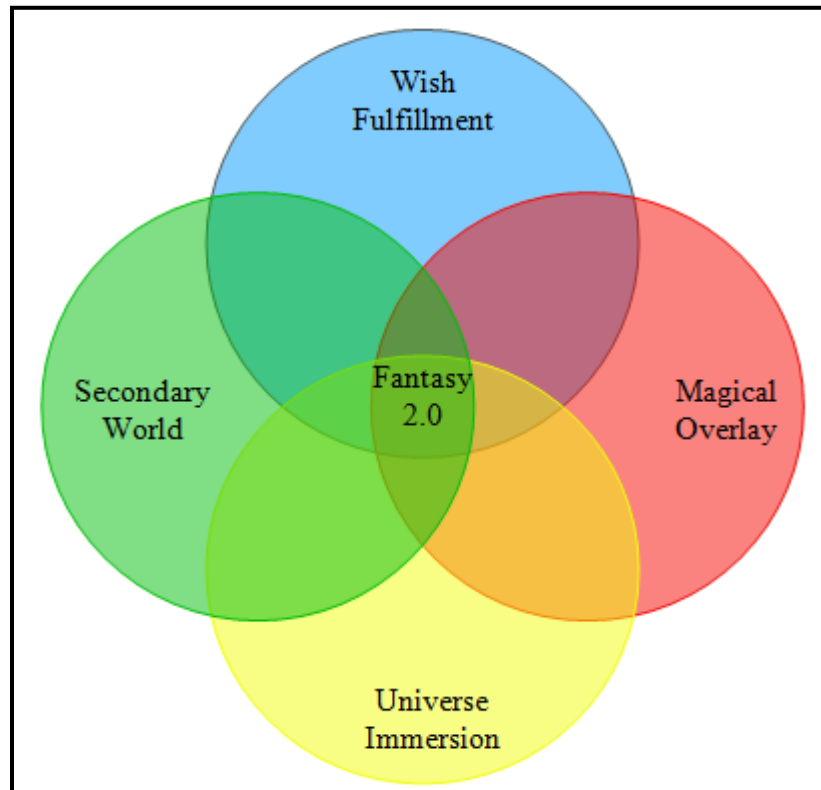 Wish
Fulfillment
Fantasy
2.0
Secondary
World
Magical
Overlay
Universe
Immersion